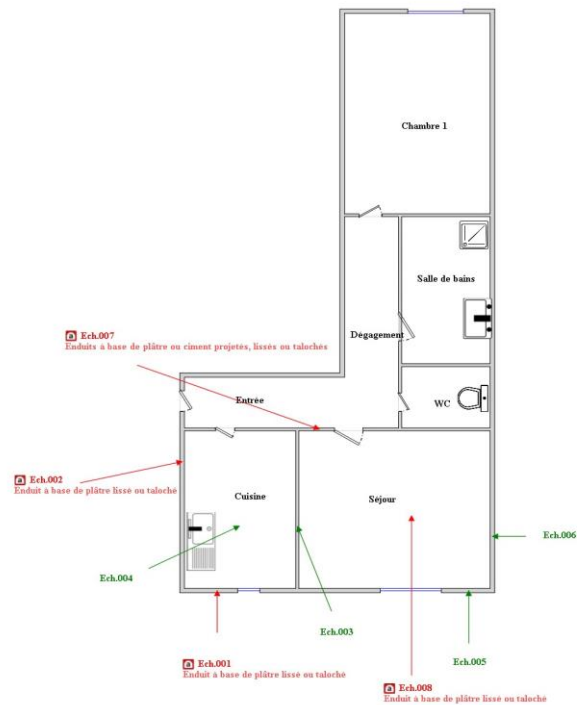 Chambre 1
Salle de bains
a Ech.007
Enduits à base de plâtre ou ciment projetés, lissés ou talochés
Dégagement
Entrée
WC
a Ech.002
Enduit à base de plâtre lissé ou taloché
Cuisine
Séjour
Ech.006
Ech.004
Ech.003
a Ech.001
Enduit à base de plâtre lissé ou taloché
Ech.005
a Ech.008
Enduit à base de plâtre lissé ou taloché